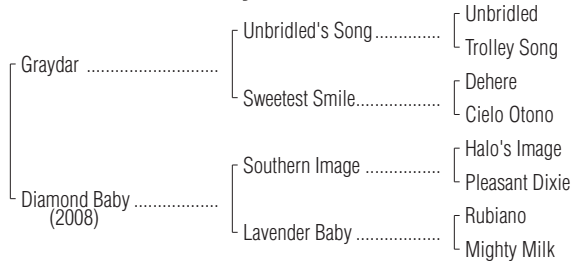 Unbridled
Unbridled's Song..............
Trolley Song
Graydar ...........................
Dehere
Sweetest Smile..................
Cielo Otono
Halo's Image
Southern Image ................
Pleasant Dixie
Diamond Baby .................
(2008)
Rubiano
Lavender Baby ..................
Mighty Milk